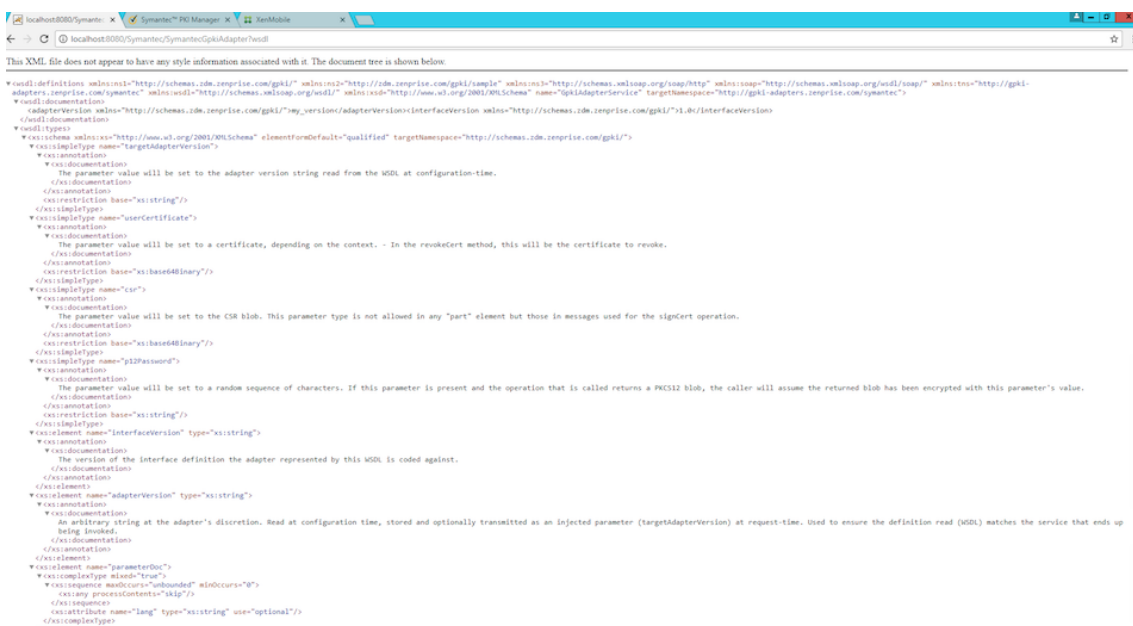 localhost:8080/Symantec
Symantec™ PKI Manager
XenMobile
localhost:8080/Symantec/SymantecGpkiAdapter?wsdl
This XML file does not appear to have any style information associated with it. The document tree is shown below.
▼<wsdl:definitions xmlns:ns1="http://schemas.zdm.zenprise.com/gpki/" xmlns:ns2="http://zdm.zenprise.com/gpki/sample" xmlns:ns3="http://schemas.xmlsoap.org/soap/http" xmlns:soap="http://schemas.xmlsoap.org/wsdl/soap/" xmlns:tns="http://gpki-
adapters.zenprise.com/symantec" xmlns:wsdl="http://schemas.xmlsoap.org/wsdl/" xmlns:xsd="http://www.w3.org/2001/XMLSchema" name="GpkiAdapterService" targetNamespace="http://gpki-adapters.zenprise.com/symantec">
▼<wsdl:documentation>
<adapterVersion xmlns="http://schemas.zdm.zenprise.com/gpki/">my_version</adapterVersion><interfaceVersion xmlns="http://schemas.zdm.zenprise.com/gpki/">1.0</interfaceVersion>
</wsdl:documentation>
▼<wsdl:types>
▼<xs:schema xmlns:xs="http://www.w3.org/2001/XMLSchema" elementFormDefault="qualified" targetNamespace="http://schemas.zdm.zenprise.com/gpki/">
▼<xs:simpleType name="targetAdapterVersion">
▼<xs:annotation>
▼<xs:documentation>
The parameter value will be set to the adapter version string read from the WSDL at configuration-time.
</xs:documentation>
</xs:annotation>
<xs:restriction base="xs:string"/>
</xs:simpleType>
▼<xs:simpleType name="userCertificate">
▼<xs:annotation>
▼<xs:documentation>
The parameter value will be set to a certificate, depending on the context. - In the revokeCert method, this will be the certificate to revoke.
</xs:documentation>
</xs:annotation>
<xs:restriction base="xs:base64Binary"/>
</xs:simpleType>
▼<xs:simpleType name="csr">
▼<xs:annotation>
▼<xs:documentation>
The parameter value will be set to the CSR blob. This parameter type is not allowed in any "part" element but those in messages used for the signCert operation.
</xs:documentation>
</xs:annotation>
<xs:restriction base="xs:base64Binary"/>
</xs:simpleType>
▼<xs:simpleType name="p12Password">
▼<xs:annotation>
▼<xs:documentation>
The parameter value will be set to a random sequence of characters. If this parameter is present and the operation that is called returns a PKCS12 blob, the caller will assume the returned blob has been encrypted with this parameter's value.
</xs:documentation>
</xs:annotation>
<xs:restriction base="xs:string"/>
</xs:simpleType>
▼<xs:element name="interfaceVersion" type="xs:string">
▼<xs:annotation>
▼<xs:documentation>
The version of the interface definition the adapter represented by this WSDL is coded against.
</xs:documentation>
</xs:annotation>
</xs:element>
▼<xs:element name="adapterVersion" type="xs:string">
▼<xs:annotation>
▼<xs:documentation>
An arbitrary string at the adapter's discretion. Read at configuration time, stored and optionally transmitted as an injected parameter (targetAdapterVersion) at request-time. Used to ensure the definition read (WSDL) matches the service that ends up
being invoked.
</xs:documentation>
</xs:annotation>
</xs:element>
▼<xs:element name="parameterDoc">
▼<xs:complexType mixed="true">
▼<xs:sequence maxOccurs="unbounded" minOccurs="0">
<xs:any processContents="skip"/>
</xs:sequence>
<xs:attribute name="lang" type="xs:string" use="optional"/>
</xs:complexType>